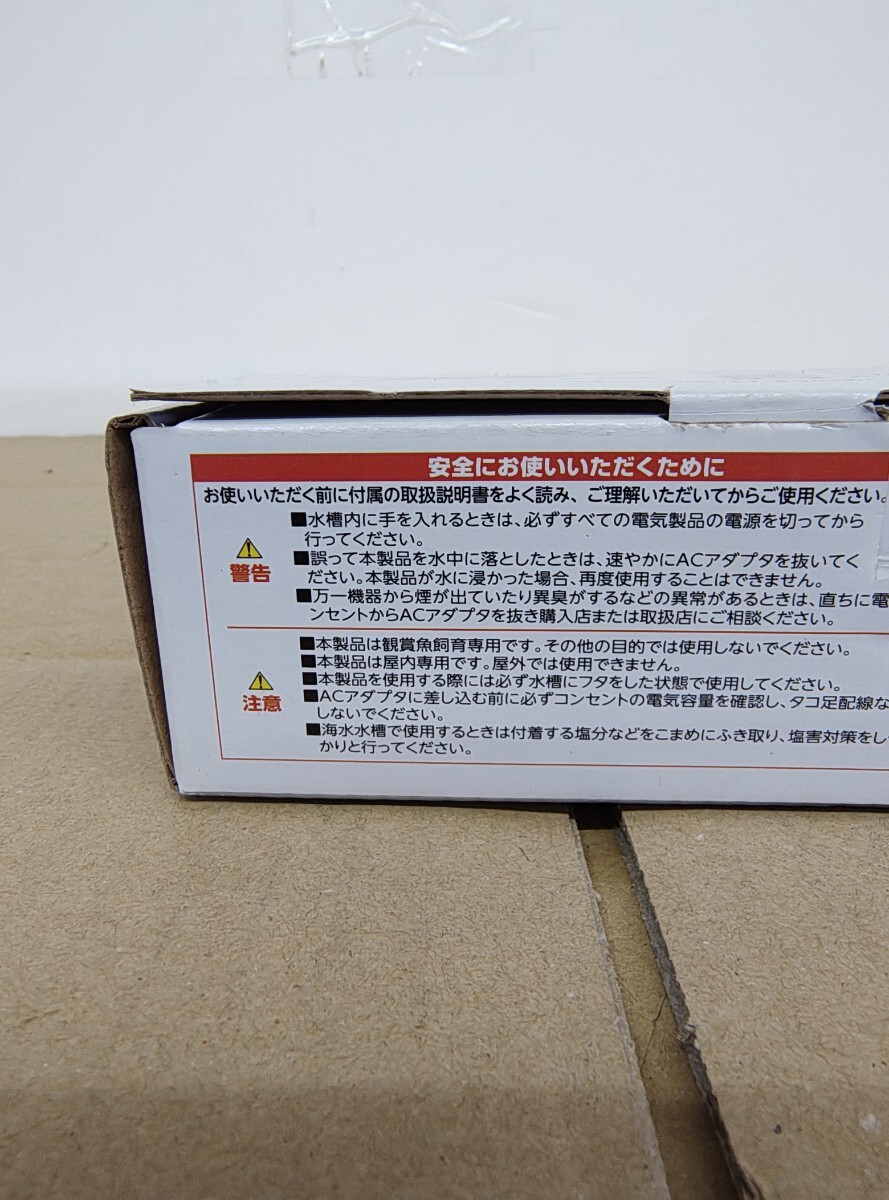 安全にお使いいただくために
お使いいただく前に付属の取扱説明書をよく読み、ご理解いただいてからご使用ください。
警告
■水槽内に手を入れるときは、必ずすべての電気製品の電源を切ってから
行ってください。
■誤って本製品を水中に落としたときは、速やかにACアダプタを抜いてく
ださい。本製品が水に浸かった場合、再度使用することはできません。
■万一機器から煙が出ていたり異臭がするなどの異常があるときは、直ちに電
ンセントからACアダプタを抜き購入店または取扱店にご相談ください。
注意
■本製品は観賞魚飼育専用です。その他の目的では使用しないでください。
■本製品は屋内専用です。屋外では使用できません。
■本製品を使用する際には必ず水槽にフタをした状態で使用してください。
■ACアダプタに差し込む前に必ずコンセントの電気容量を確認し、タコ足配線な
しないでください。
■海水水槽で使用するときは付着する塩分などをこまめにふき取り、塩害対策をし
かりと行ってください。